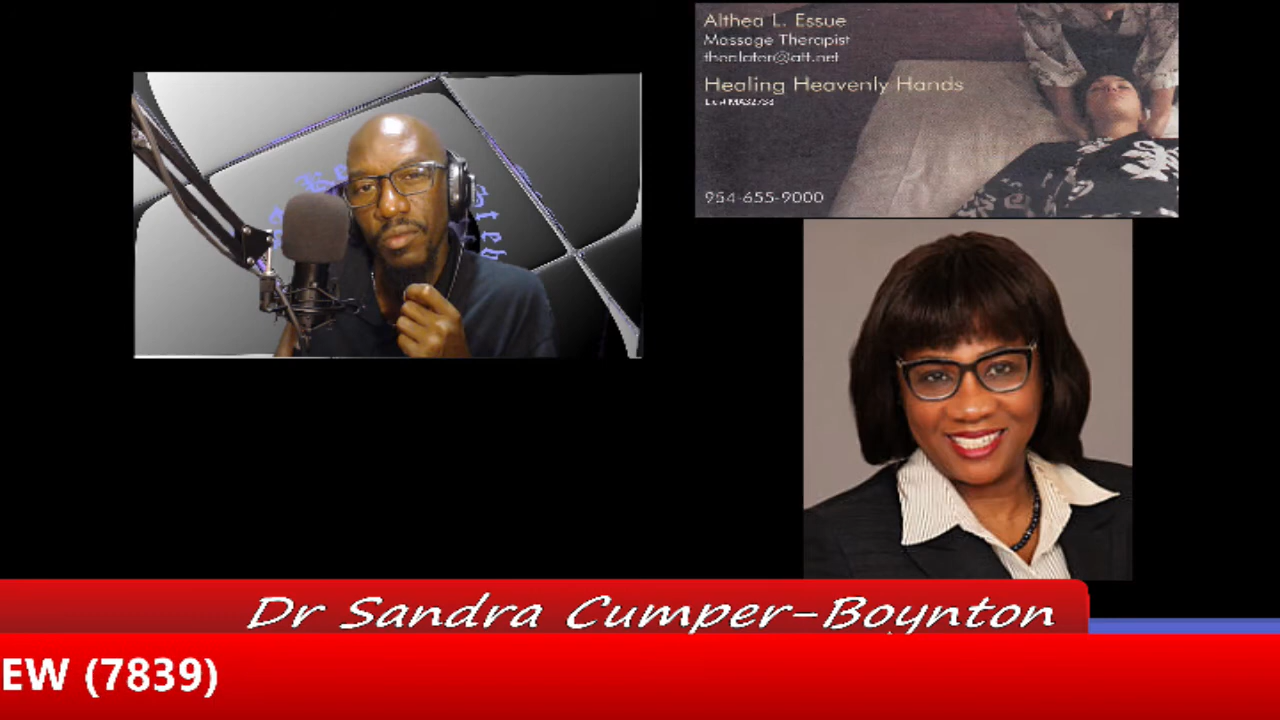 Althea L. Essue
Massage Therapist
Healing Heavenly Hands
954-655-9000
Dr Sandra Cumper-Boynton
EW (7839)